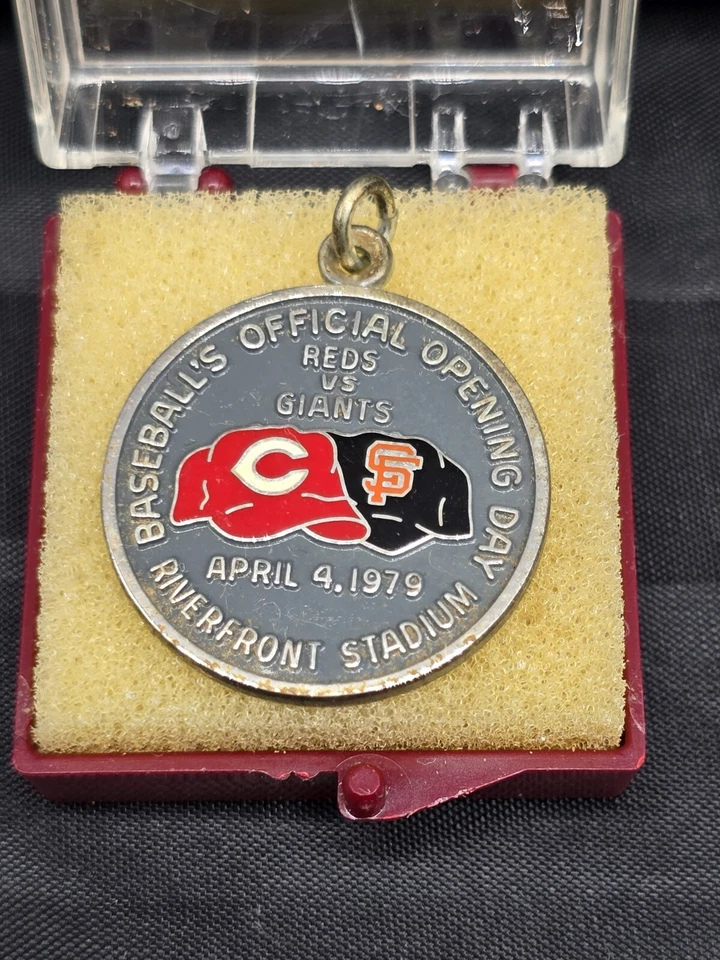 BASEBALL'S OFFICIAL OPENING DAY
REDS
VS
GIANTS
C
SF
APRIL 4, 1979
RIVERFRONT STADIUM